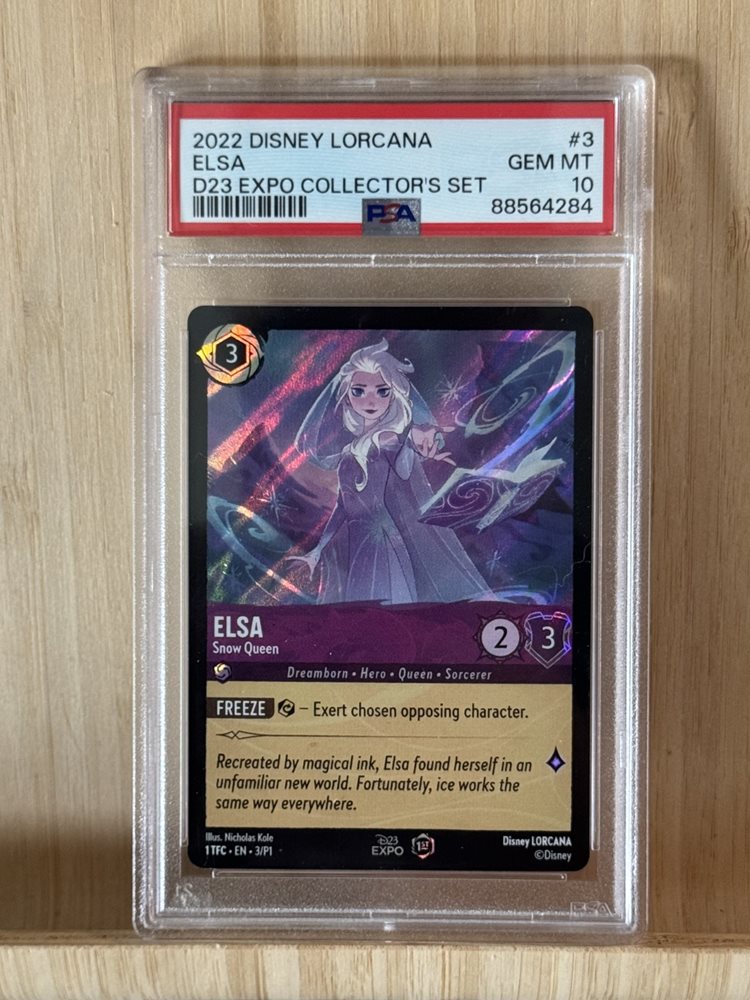 2022 DISNEY LORCANA #3
ELSA GEM MT
D23 EXPO COLLECTOR'S SET 10
PSA 88564284
3
ELSA
Snow Queen
2 3
Dreamborn • Hero • Queen • Sorcerer
FREEZE – Exert chosen opposing character.
Recreated by magical ink, Elsa found herself in an
unfamiliar new world. Fortunately, ice works the
same way everywhere.
Illus. Nicholas Kole
1 TFC • EN • 3/P1
D23
EXPO
1ST
Disney LORCANA
©Disney
PSA